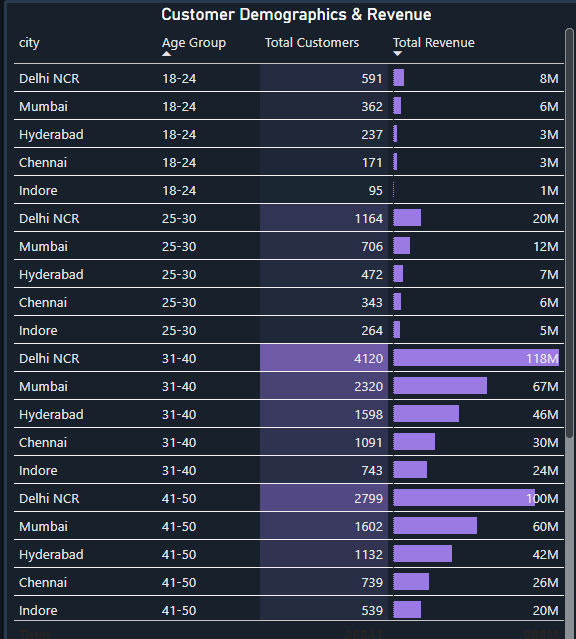 Customer Demographics & Revenue
city Age Group Total Customers Total Revenue
Delhi NCR 18-24 591 8M
Mumbai 18-24 362 6M
Hyderabad 18-24 237 3M
Chennai 18-24 171 3M
Indore 18-24 95 1M
Delhi NCR 25-30 1164 20M
Mumbai 25-30 706 12M
Hyderabad 25-30 472 7M
Chennai 25-30 343 6M
Indore 25-30 264 5M
Delhi NCR 31-40 4120 118M
Mumbai 31-40 2320 67M
Hyderabad 31-40 1598 46M
Chennai 31-40 1091 30M
Indore 31-40 743 24M
Delhi NCR 41-50 2799 100M
Mumbai 41-50 1602 60M
Hyderabad 41-50 1132 42M
Chennai 41-50 739 26M
Indore 41-50 539 20M